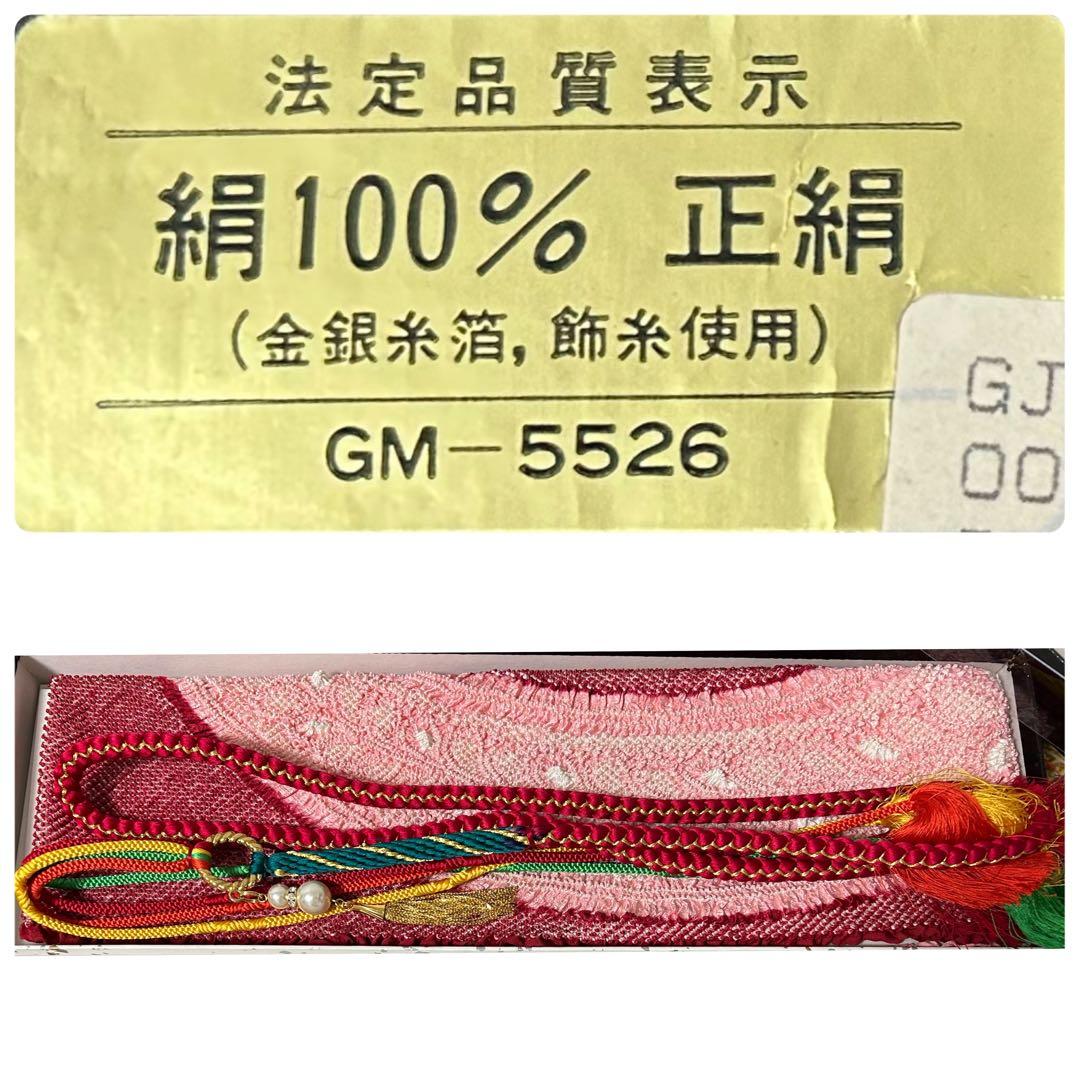 法定品質表示
絹100% 正絹
(金銀糸箔,飾糸使用)
GM-5526
GJ
00